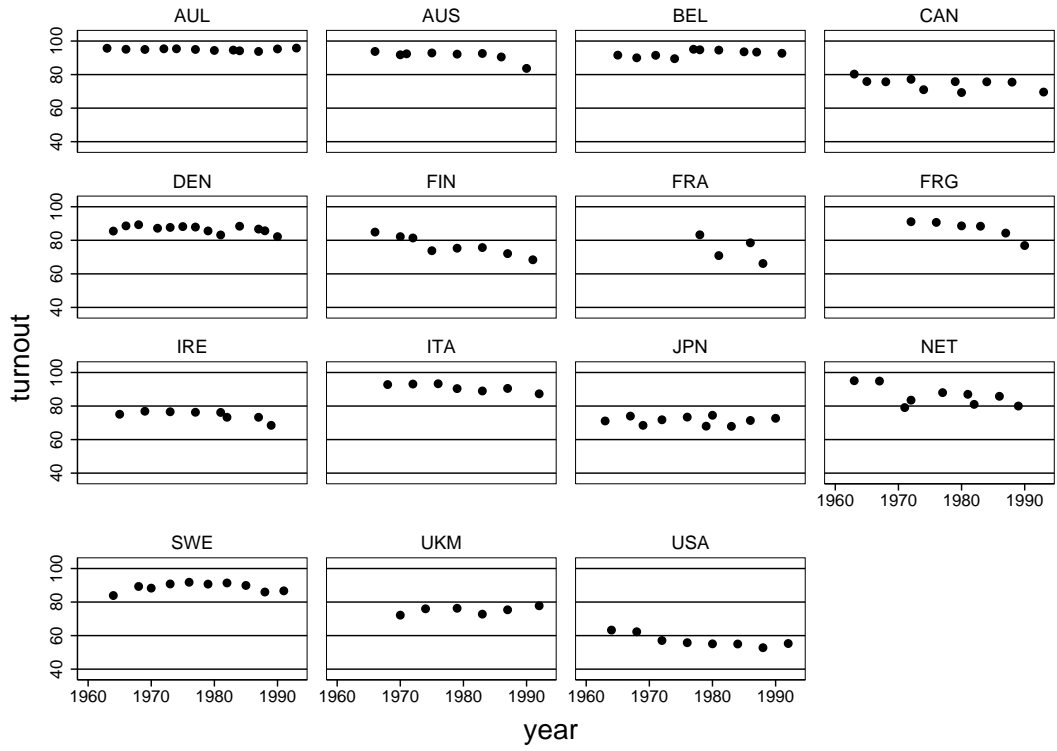 AUL AUS BEL CAN
100
80
60
40
DEN FIN FRA FRG
100
80
60
40
turnout
IRE ITA JPN NET
100
80
60
40
1960 1970 1980 1990
SWE UKM USA
100
80
60
40
1960 1970 1980 1990 1960 1970 1980 1990 1960 1970 1980 1990
year